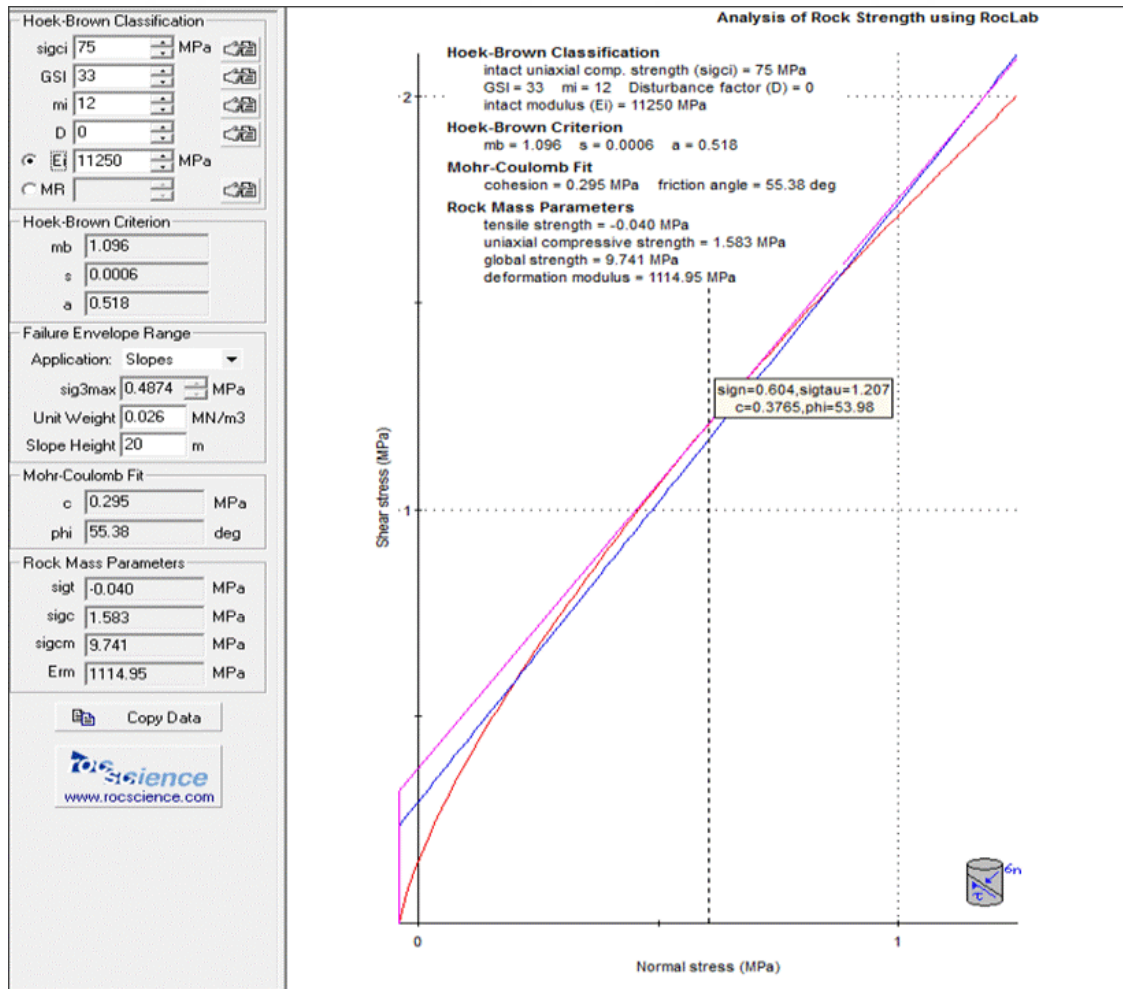 Hoek-Brown Classification
sigci 75 MPa
GSI 33
mi 12
D 0
Ei 11250 MPa
MR
Hoek-Brown Criterion
mb 1.096
s 0.0006
a 0.518
Failure Envelope Range
Application: Slopes
sig3max 0.4874 MPa
Unit Weight 0.026 MN/m3
Slope Height 20 m
Mohr-Coulomb Fit
c 0.295 MPa
phi 55.38 deg
Rock Mass Parameters
sigt -0.040 MPa
sigc 1.583 MPa
sigcm 9.741 MPa
Erm 1114.95 MPa
Copy Data
rocscience
www.rocscience.com
Analysis of Rock Strength using RocLab
Hoek-Brown Classification
intact uniaxial comp. strength (sigci) = 75 MPa
GSI = 33 mi = 12 Disturbance factor (D) = 0
intact modulus (Ei) = 11250 MPa
Hoek-Brown Criterion
mb = 1.096 s = 0.0006 a = 0.518
Mohr-Coulomb Fit
cohesion = 0.295 MPa friction angle = 55.38 deg
Rock Mass Parameters
tensile strength = -0.040 MPa
uniaxial compressive strength = 1.583 MPa
global strength = 9.741 MPa
deformation modulus = 1114.95 MPa
2
sign=0.604,sigtau=1.207
c=0.3765,phi=53.98
Shear stress (MPa)
1
σn
τ
0 1
Normal stress (MPa)